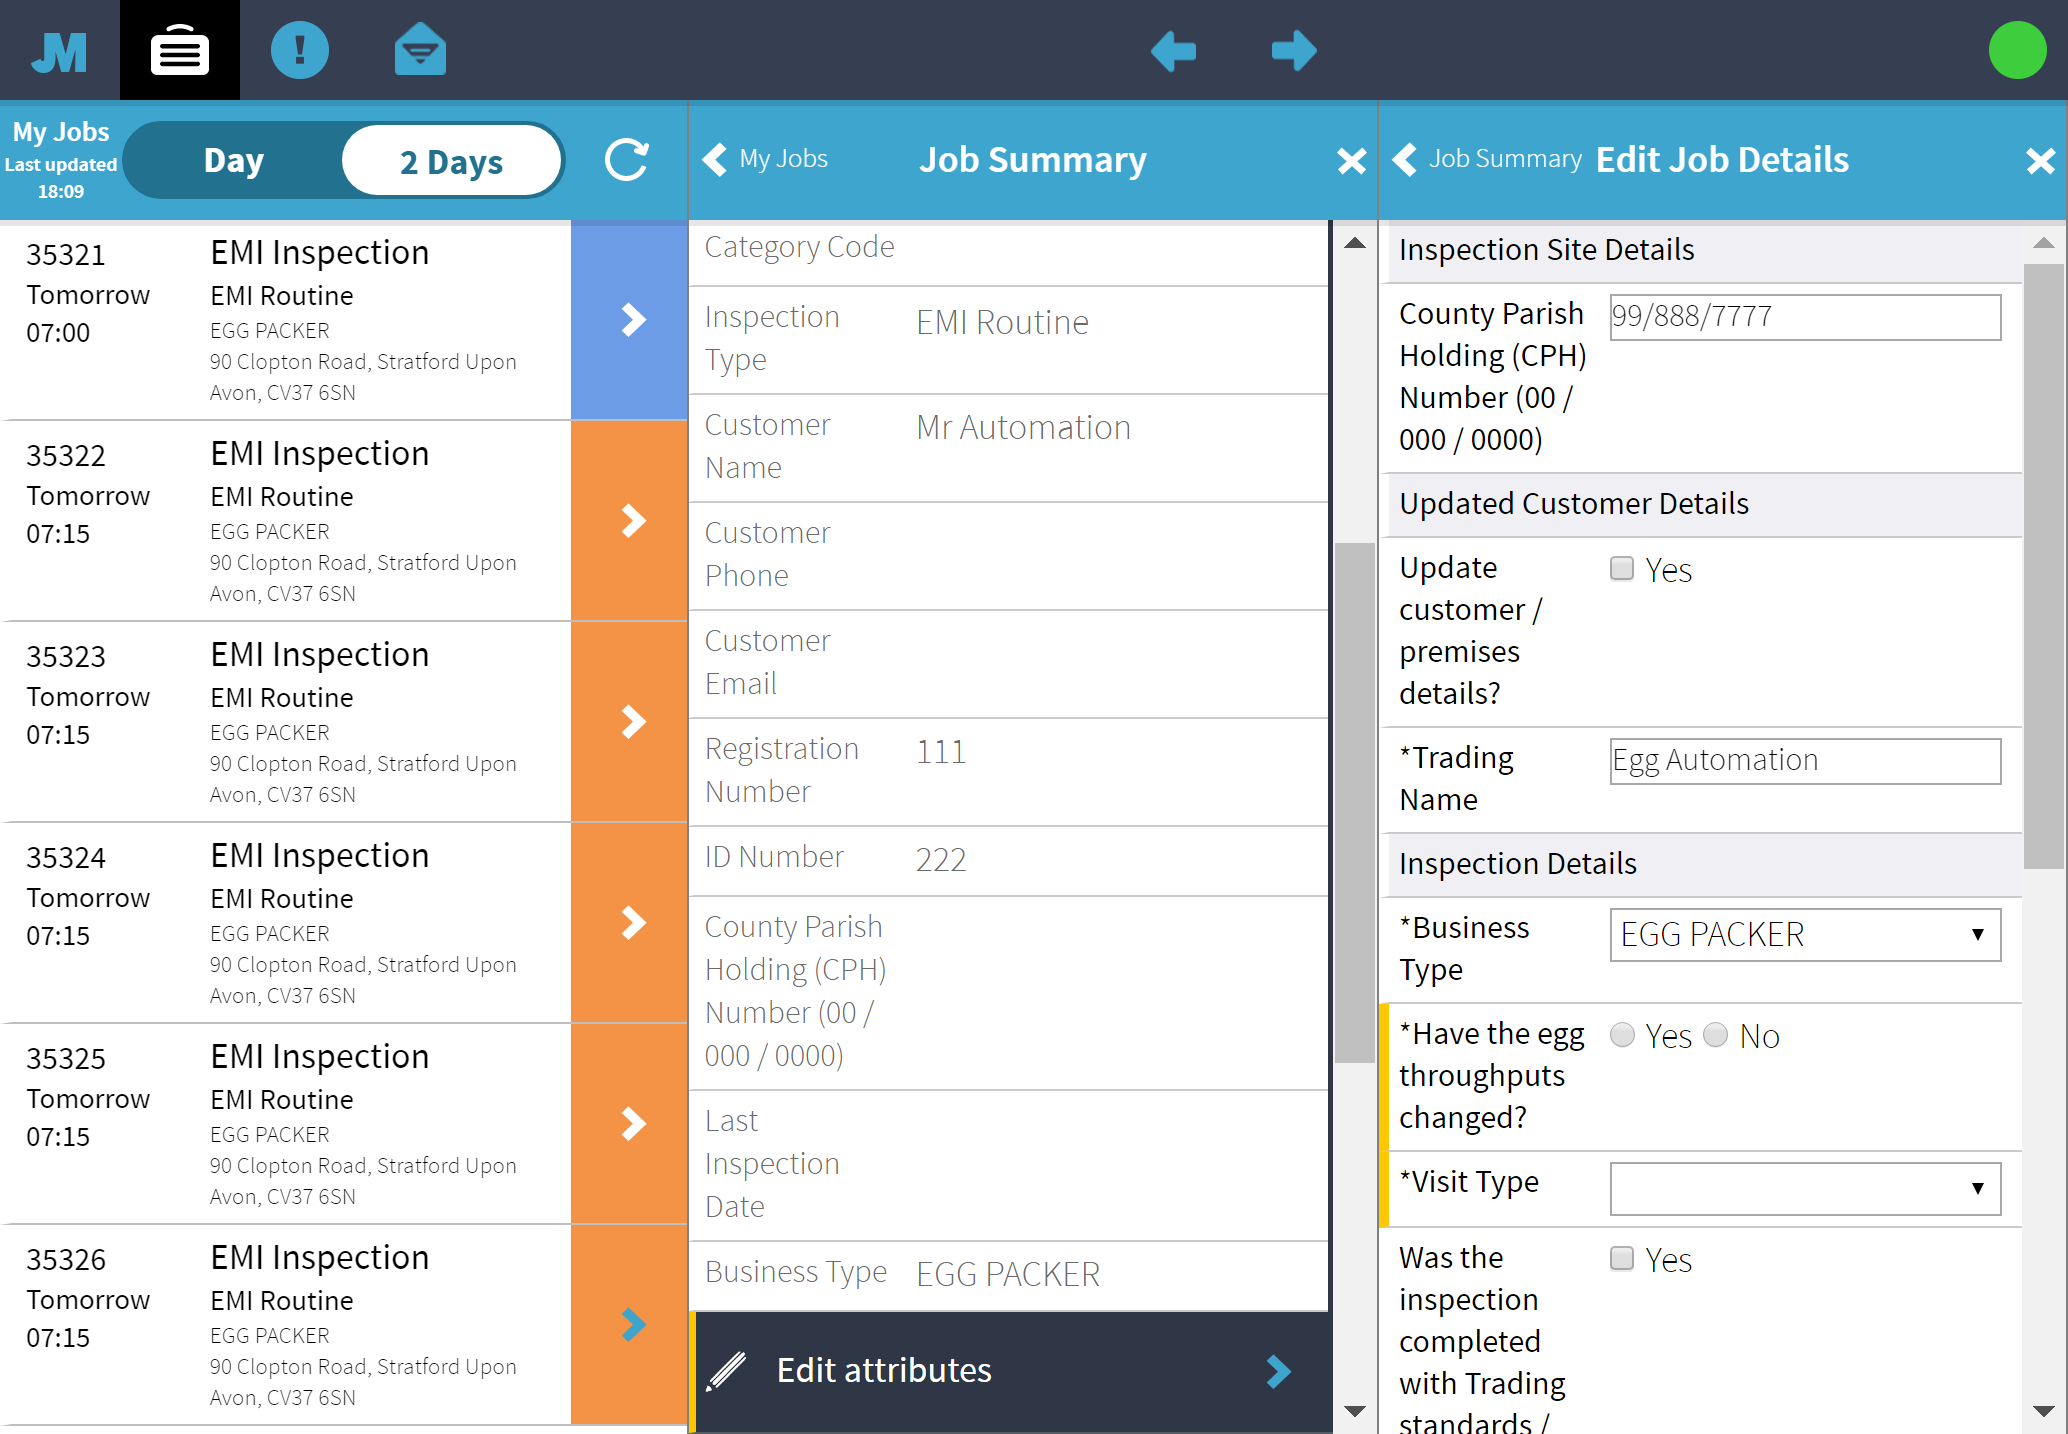 JM
My Jobs
Last updated
18:09
Day
2 Days
My Jobs
Job Summary
Job Summary
Edit Job Details
35321
Tomorrow
07:00
EMI Inspection
EMI Routine
EGG PACKER
90 Clopton Road, Stratford Upon
Avon, CV37 6SN
35322
Tomorrow
07:15
EMI Inspection
EMI Routine
EGG PACKER
90 Clopton Road, Stratford Upon
Avon, CV37 6SN
35323
Tomorrow
07:15
EMI Inspection
EMI Routine
EGG PACKER
90 Clopton Road, Stratford Upon
Avon, CV37 6SN
35324
Tomorrow
07:15
EMI Inspection
EMI Routine
EGG PACKER
90 Clopton Road, Stratford Upon
Avon, CV37 6SN
35325
Tomorrow
07:15
EMI Inspection
EMI Routine
EGG PACKER
90 Clopton Road, Stratford Upon
Avon, CV37 6SN
35326
Tomorrow
07:15
EMI Inspection
EMI Routine
EGG PACKER
90 Clopton Road, Stratford Upon
Avon, CV37 6SN
Category Code
Inspection
Type
EMI Routine
Customer
Name
Mr Automation
Customer
Phone
Customer
Email
Registration
Number
111
ID Number
222
County Parish
Holding (CPH)
Number (00 /
000 / 0000)
Last
Inspection
Date
Business Type
EGG PACKER
Edit attributes
Inspection Site Details
County Parish
Holding (CPH)
Number (00 /
000 / 0000)
99/888/7777
Updated Customer Details
Update
customer /
premises
details?
Yes
*Trading
Name
Egg Automation
Inspection Details
*Business
Type
EGG PACKER
*Have the egg
throughputs
changed?
Yes
No
*Visit Type
Was the
inspection
completed
with Trading
standards /
Yes